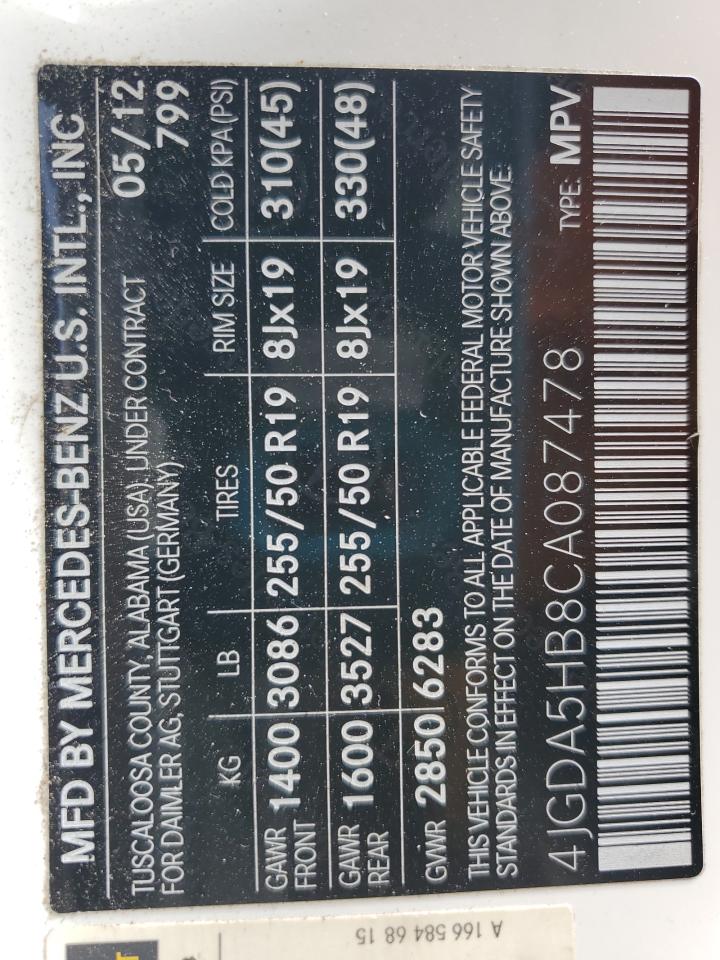 MFD BY MERCEDES-BENZ U.S. INTL., INC
TUSCALOOSA COUNTY, ALABAMA (USA), UNDER CONTRACT 05/12
FOR DAIMLER AG, STUTTGART (GERMANY) 799
KG LB TIRES RIM SIZE COLD KPA(PSI)
GAWR FRONT 1400 3086 255/50 R19 8Jx19 310(45)
GAWR REAR 1600 3527 255/50 R19 8Jx19 330(48)
GVWR 2850 6283
THIS VEHICLE CONFORMS TO ALL APPLICABLE FEDERAL MOTOR VEHICLE SAFETY
STANDARDS IN EFFECT ON THE DATE OF MANUFACTURE SHOWN ABOVE.
4JGDA5HB8CA087478 TYPE: MPV
A 166 584 68 15